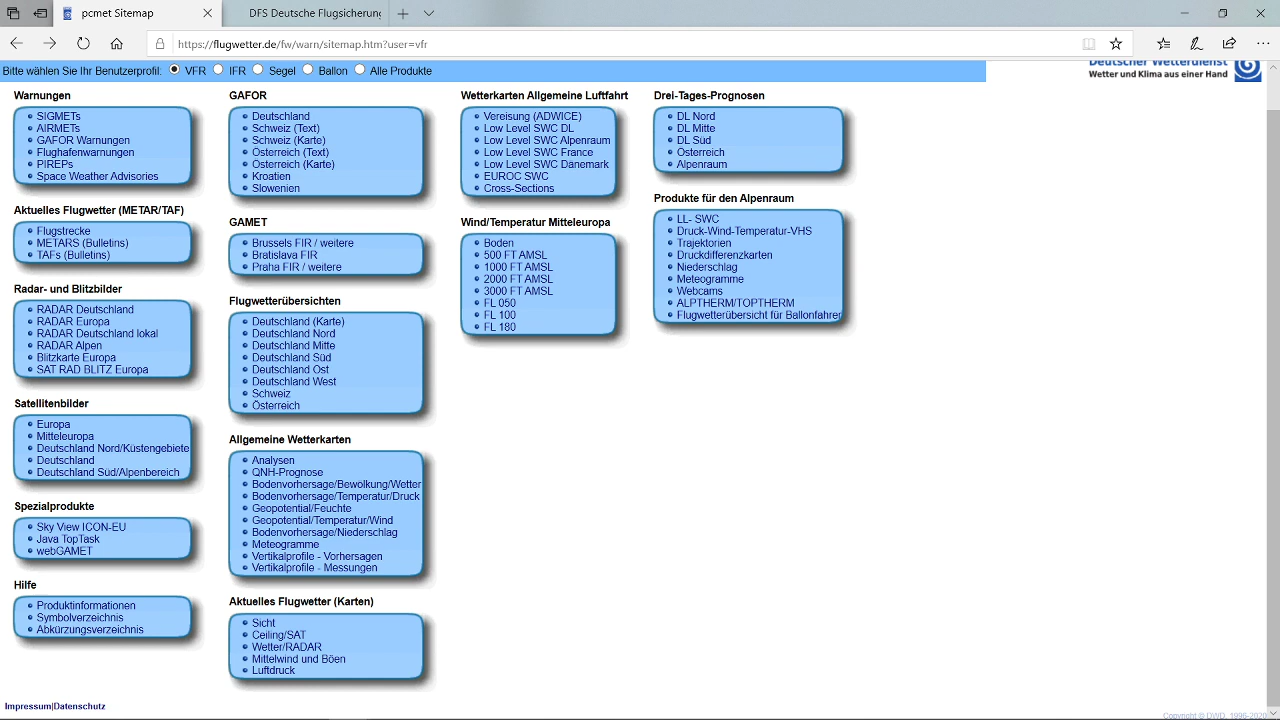 pcmet Sitemap
DFS Deutsche Flugsicherung
https://flugwetter.de/fw/warn/sitemap.htm?user=vfr
Bitte wählen Sie Ihr Benutzerprofil: VFR IFR Segel Ballon Alle Produkte
Deutscher Wetterdienst
Wetter und Klima aus einer Hand
Warnungen
SIGMETs
AIRMETs
GAFOR Warnungen
Flughafenwarnungen
PIREPs
Space Weather Advisories
Aktuelles Flugwetter (METAR/TAF)
Flugstrecke
METARS (Bulletins)
TAFs (Bulletins)
Radar- und Blitzbilder
RADAR Deutschland
RADAR Europa
RADAR Deutschland lokal
RADAR Alpen
Blitzkarte Europa
SAT RAD BLITZ Europa
Satellitenbilder
Europa
Mitteleuropa
Deutschland Nord/Küstengebiete
Deutschland
Deutschland Süd/Alpenbereich
Spezialprodukte
Sky View ICON-EU
Java TopTask
webGAMET
Hilfe
Produktinformationen
Symbolverzeichnis
Abkürzungsverzeichnis
GAFOR
Deutschland
Schweiz (Text)
Schweiz (Karte)
Österreich (Text)
Österreich (Karte)
Kroatien
Slowenien
GAMET
Brussels FIR / weitere
Bratislava FIR
Praha FIR / weitere
Flugwetterübersichten
Deutschland (Karte)
Deutschland Nord
Deutschland Mitte
Deutschland Süd
Deutschland Ost
Deutschland West
Schweiz
Österreich
Allgemeine Wetterkarten
Analysen
QNH-Prognose
Bodenvorhersage/Bewölkung/Wetter
Bodenvorhersage/Temperatur/Druck
Geopotential/Feuchte
Geopotential/Temperatur/Wind
Bodenvorhersage/Niederschlag
Meteogramme
Vertikalprofile - Vorhersagen
Vertikalprofile - Messungen
Aktuelles Flugwetter (Karten)
Sicht
Ceiling/SAT
Wetter/RADAR
Mittelwind und Böen
Luftdruck
Wetterkarten Allgemeine Luftfahrt
Vereisung (ADWICE)
Low Level SWC DL
Low Level SWC Alpenraum
Low Level SWC France
Low Level SWC Dänemark
EUROC SWC
Cross-Sections
Wind/Temperatur Mitteleuropa
Boden
500 FT AMSL
1000 FT AMSL
2000 FT AMSL
3000 FT AMSL
FL 050
FL 100
FL 180
Drei-Tages-Prognosen
DL Nord
DL Mitte
DL Süd
Österreich
Alpenraum
Produkte für den Alpenraum
LL- SWC
Druck-Wind-Temperatur-VHS
Trajektorien
Druckdifferenzkarten
Niederschlag
Meteogramme
Webcams
ALPTHERM/TOPTHERM
Flugwetterübersicht für Ballonfahrer
Impressum|Datenschutz
Copyright © DWD, 1996-2020